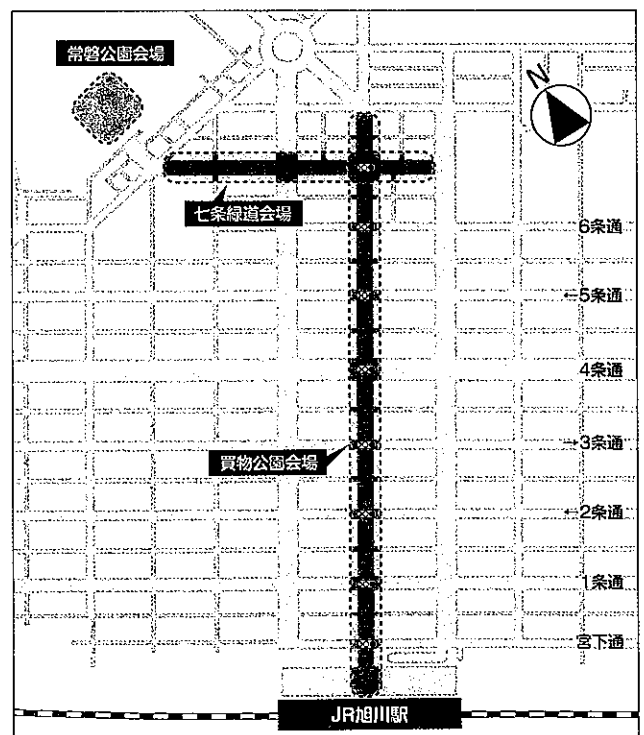 常磐公園会場
N
七条緑道会場
6条通
←5条通
4条通
買物公園会場
→3条通
←2条通
1条通
宮下通
JR旭川駅